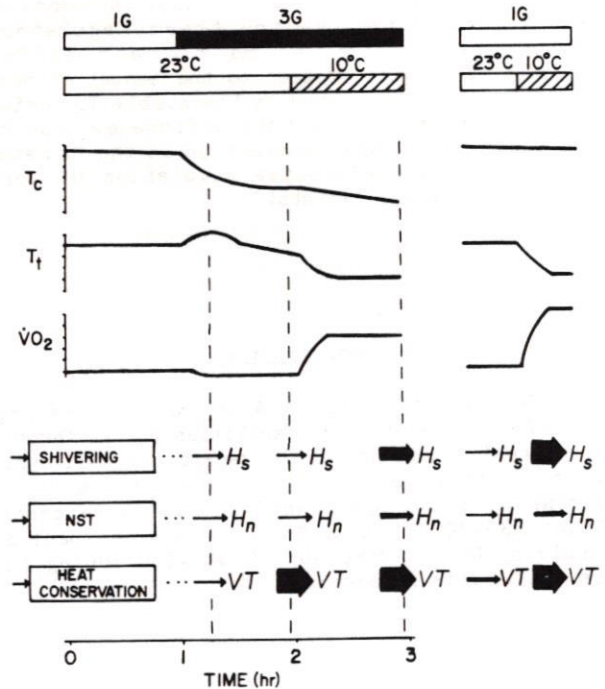 1G 3G 1G
23°C 10°C 23°C 10°C
Tc
Tt
V̇O2
SHIVERING ... Hs Hs Hs Hs Hs
NST ... Hn Hn Hn Hn Hn
HEAT
CONSERVATION ... VT VT VT VT VT
0 1 2 3
TIME (hr)